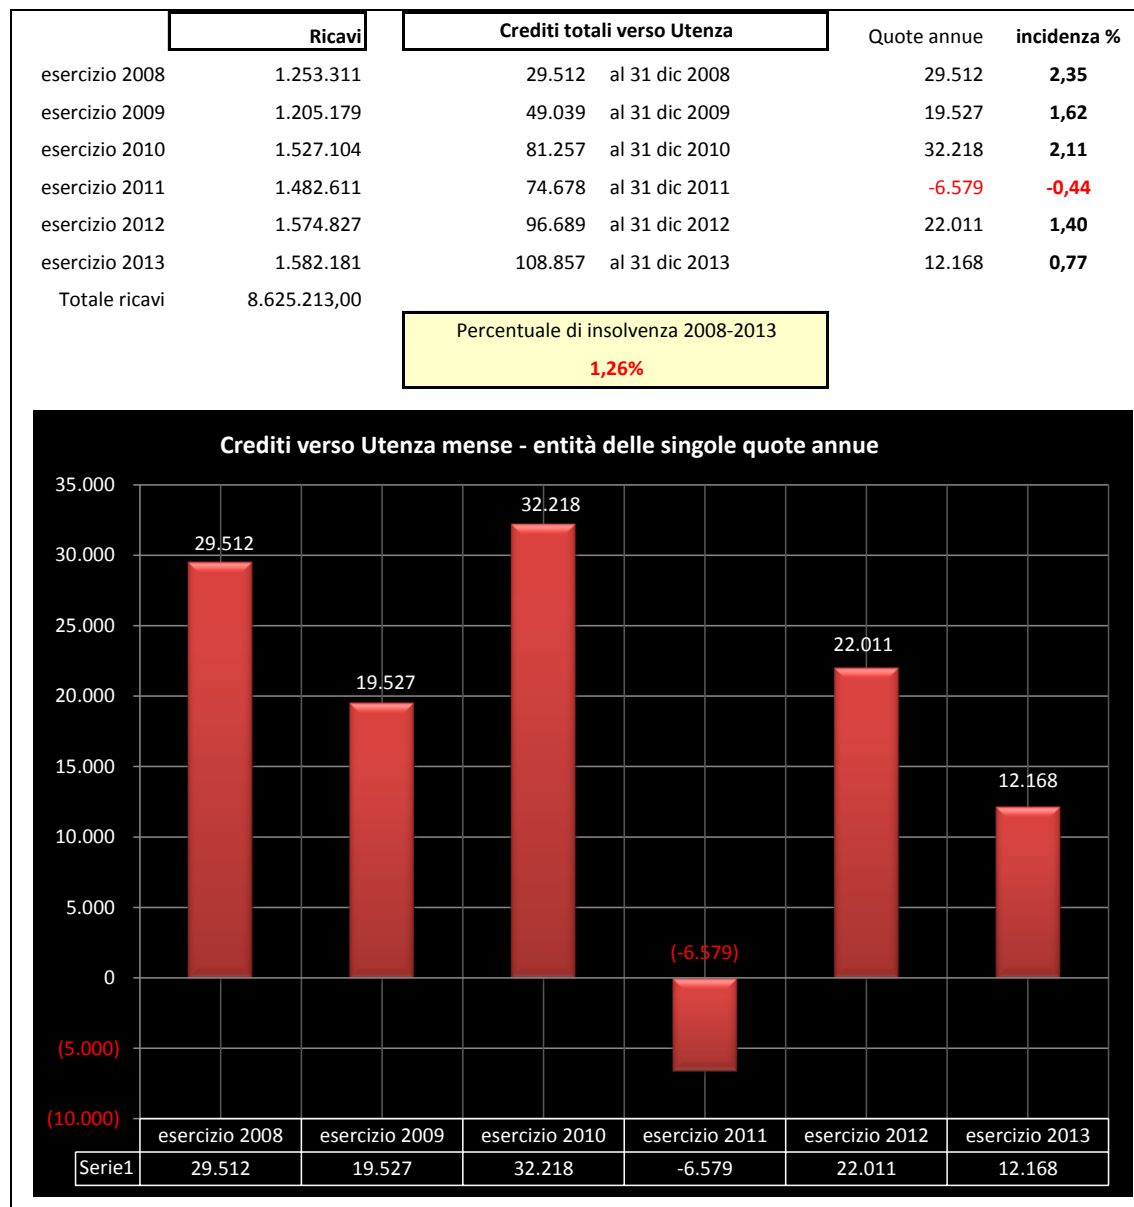 Ricavi Crediti totali verso Utenza Quote annue incidenza %
esercizio 2008 1.253.311 29.512 al 31 dic 2008 29.512 2,35
esercizio 2009 1.205.179 49.039 al 31 dic 2009 19.527 1,62
esercizio 2010 1.527.104 81.257 al 31 dic 2010 32.218 2,11
esercizio 2011 1.482.611 74.678 al 31 dic 2011 -6.579 -0,44
esercizio 2012 1.574.827 96.689 al 31 dic 2012 22.011 1,40
esercizio 2013 1.582.181 108.857 al 31 dic 2013 12.168 0,77
Totale ricavi 8.625.213,00
Percentuale di insolvenza 2008-2013
1,26%
Crediti verso Utenza mense - entità delle singole quote annue
35.000
32.218
30.000
29.512
25.000
22.011
20.000
19.527
15.000
12.168
10.000
5.000
(-6.579)
0
(5.000)
(10.000)
esercizio 2008 esercizio 2009 esercizio 2010 esercizio 2011 esercizio 2012 esercizio 2013
Serie1 29.512 19.527 32.218 -6.579 22.011 12.168